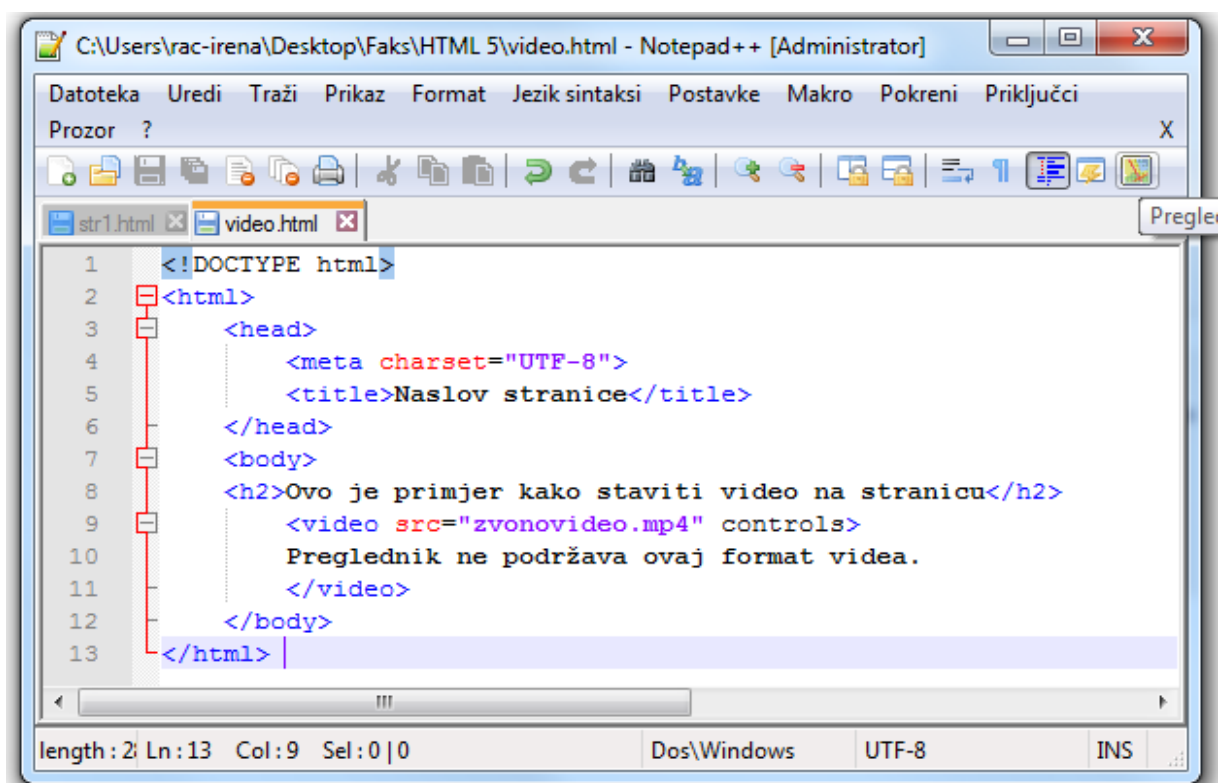 C:\Users\rac-irena\Desktop\Faks\HTML 5\video.html - Notepad++ [Administrator]
Datoteka Uredi Traži Prikaz Format Jezik sintaksi Postavke Makro Pokreni Priključci
Prozor ? X
str1.html video.html
1 <!DOCTYPE html>
2 <html>
3 <head>
4 <meta charset="UTF-8">
5 <title>Naslov stranice</title>
6 </head>
7 <body>
8 <h2>Ovo je primjer kako staviti video na stranicu</h2>
9 <video src="zvonovideo.mp4" controls>
10 Preglednik ne podržava ovaj format videa.
11 </video>
12 </body>
13 </html>
length : Ln : 13 Col : 9 Sel : 0 | 0 Dos\Windows UTF-8 INS